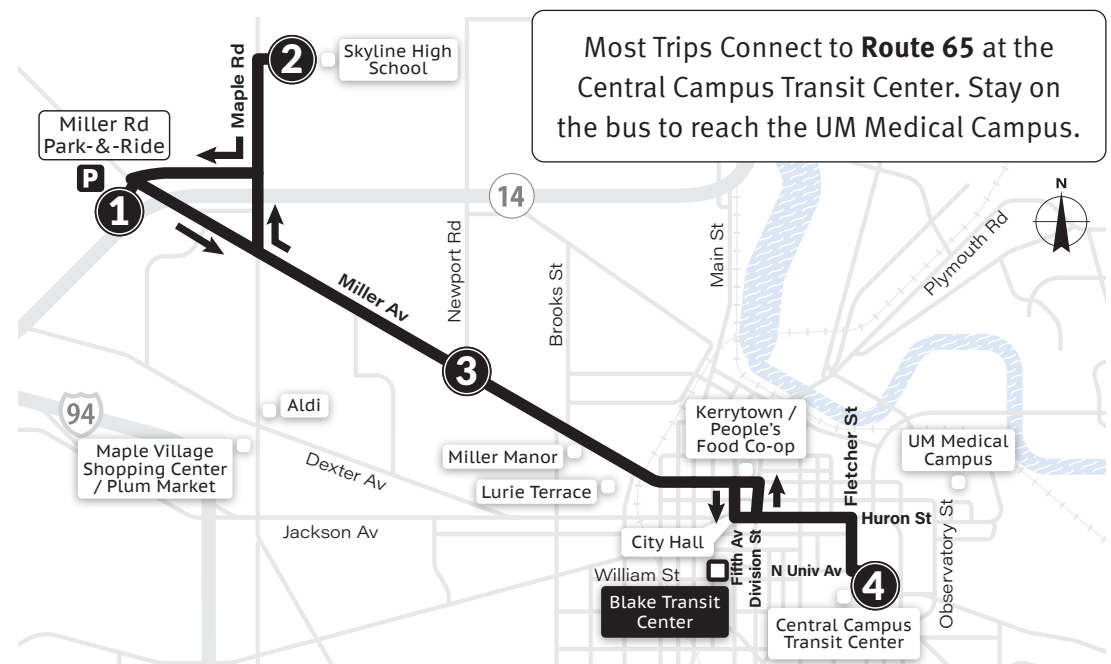 Most Trips Connect to Route 65 at the
Central Campus Transit Center. Stay on
the bus to reach the UM Medical Campus.
Maple Rd
2
Skyline High
School
Miller Rd
Park-&-Ride
P
1
14
N
Newport Rd
Brooks St
Main St
Plymouth Rd
Miller Av
3
94
Aldi
Maple Village
Shopping Center
/ Plum Market
Dexter Av
Miller Manor
Lurie Terrace
Jackson Av
Kerrytown /
People's
Food Co-op
Fletcher St
UM Medical
Campus
Huron St
Observatory St
City Hall
Fifth Av
Division St
William St
N Univ Av
4
Blake Transit
Center
Central Campus
Transit Center